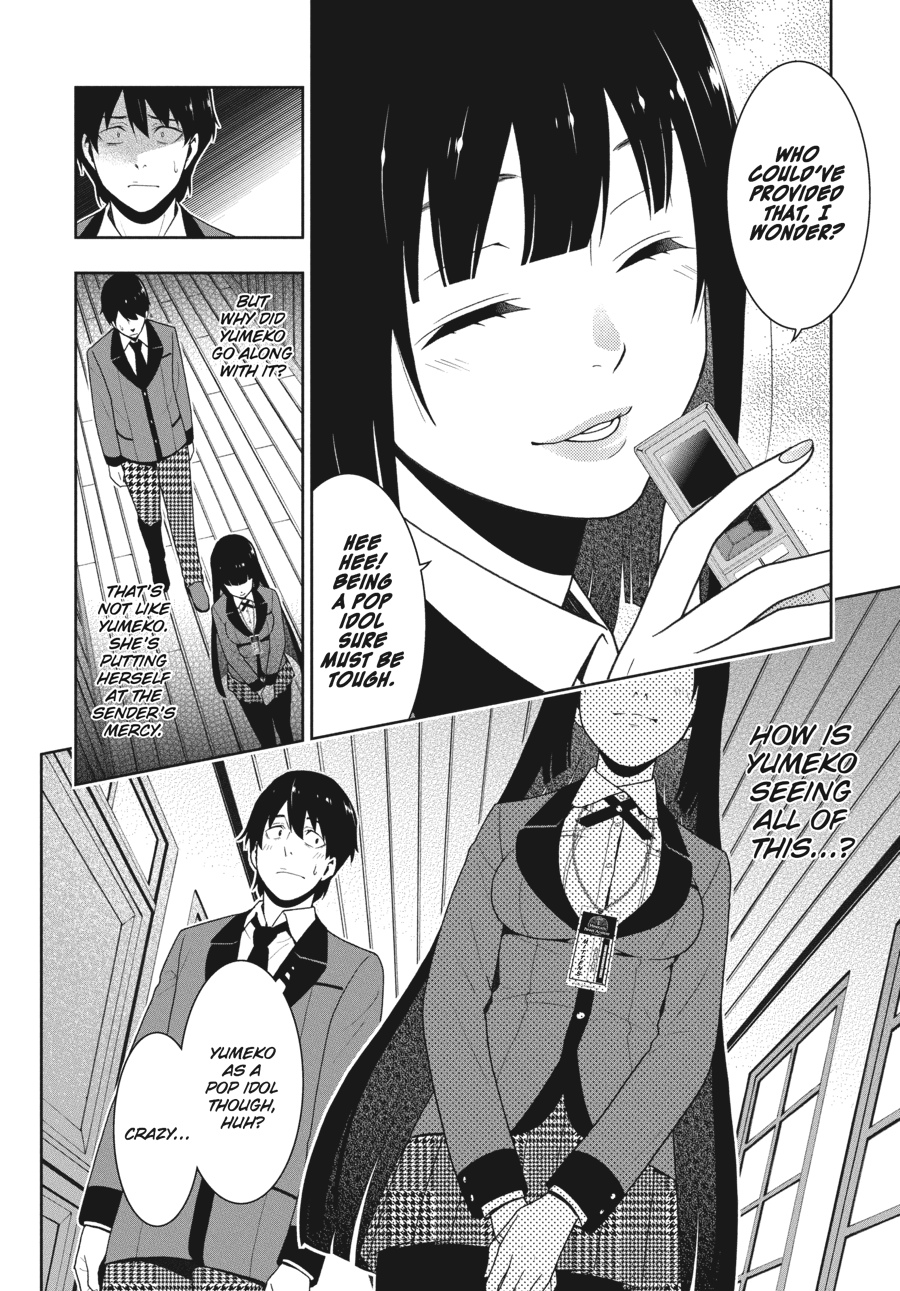 WHO
COULD'VE
PROVIDED
THAT, I
WONDER?
HEE
HEE!
BEING
A POP
IDOL
SURE
MUST BE
TOUGH.
BUT
WHY DID
YUMEKO
GO ALONG
WITH IT?
THAT'S
NOT LIKE
YUMEKO.
SHE'S
PUTTING
HERSELF
AT THE
SENDER'S
MERCY.
HOW IS
YUMEKO
SEEING
ALL OF
THIS...?
YUMEKO
AS A
POP IDOL
THOUGH,
HUH?
CRAZY...